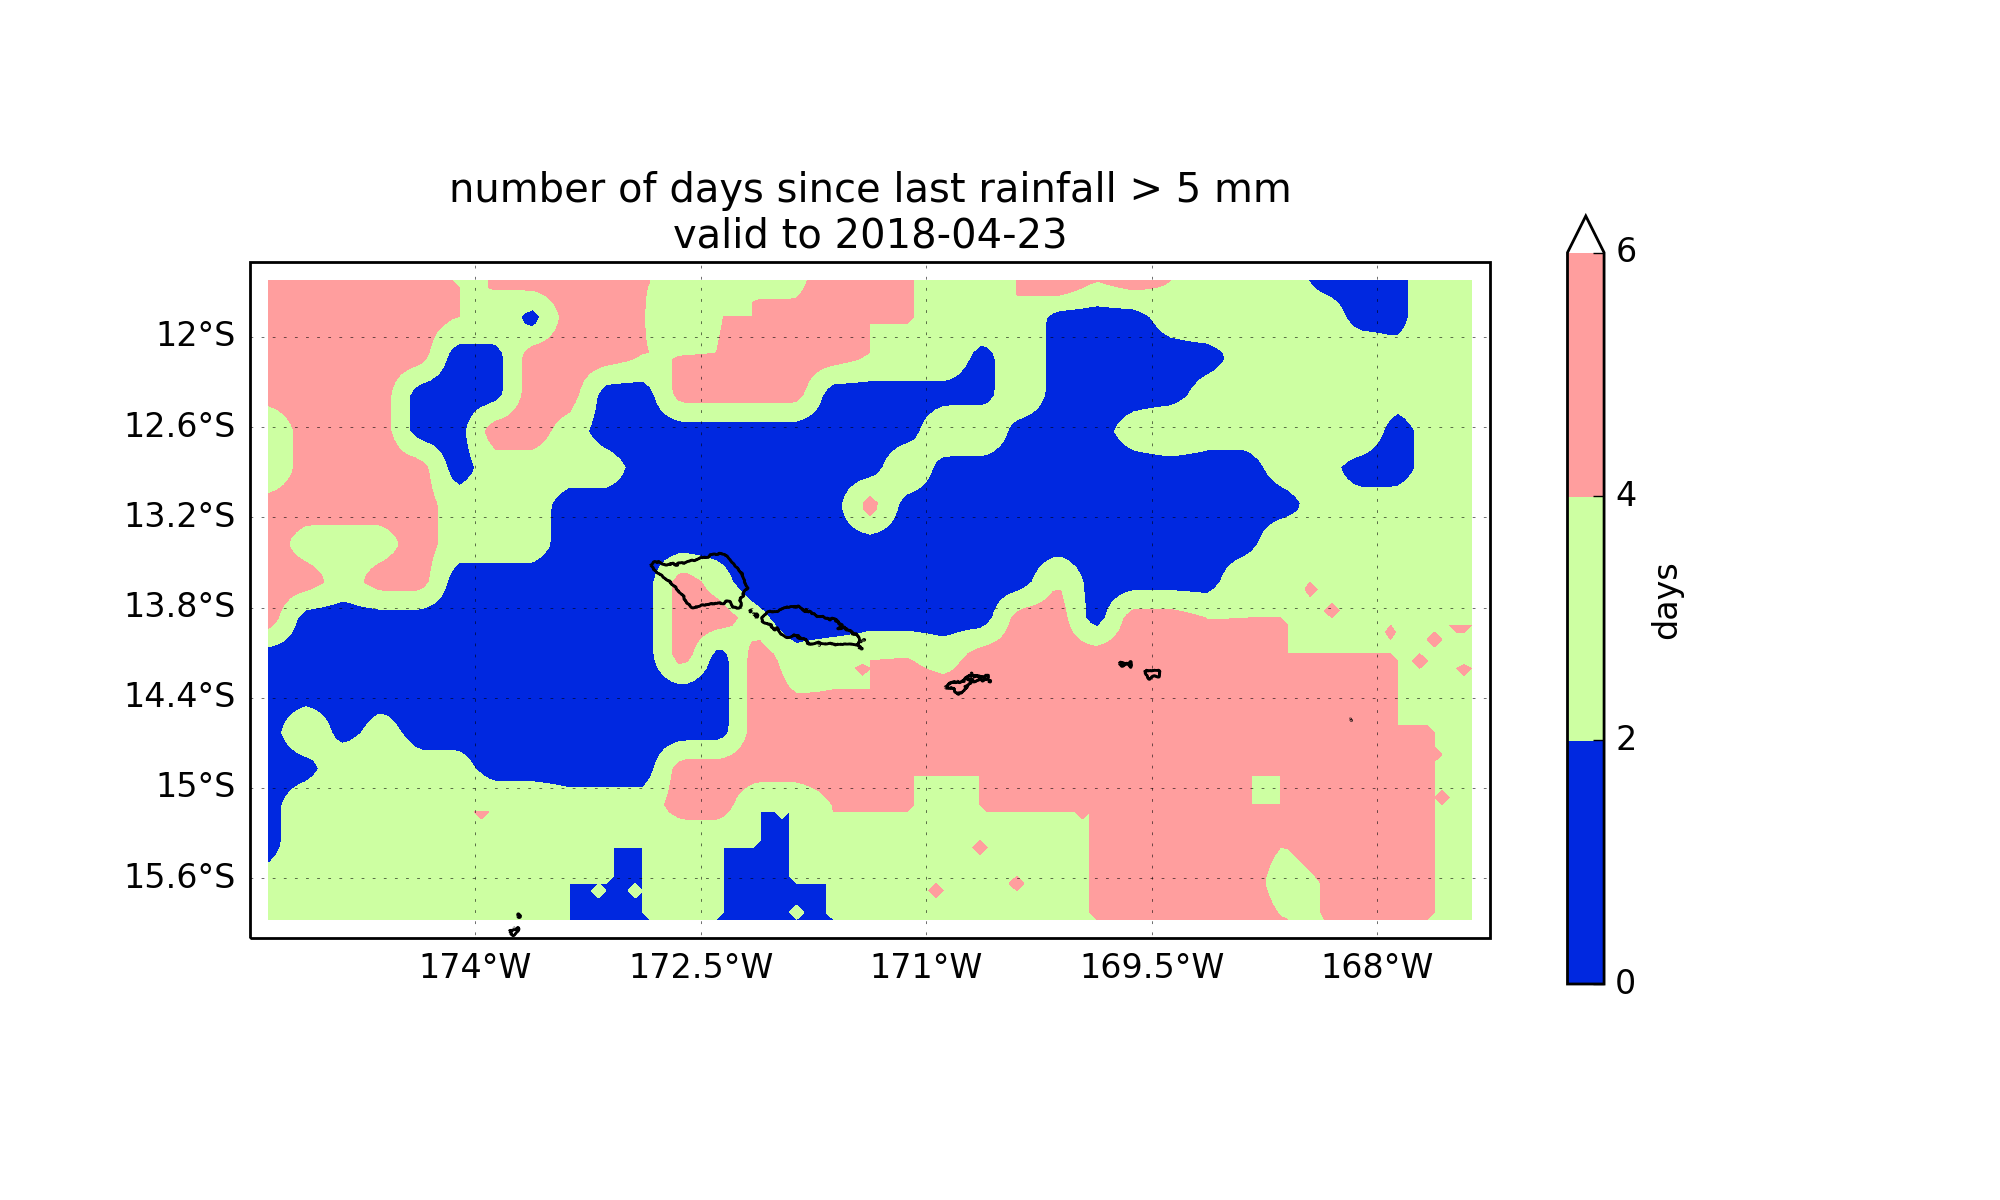 number of days since last rainfall > 5 mm
valid to 2018-04-23
12°S
12.6°S
13.2°S
13.8°S
14.4°S
15°S
15.6°S
174°W 172.5°W 171°W 169.5°W 168°W
6
4
2
0
days